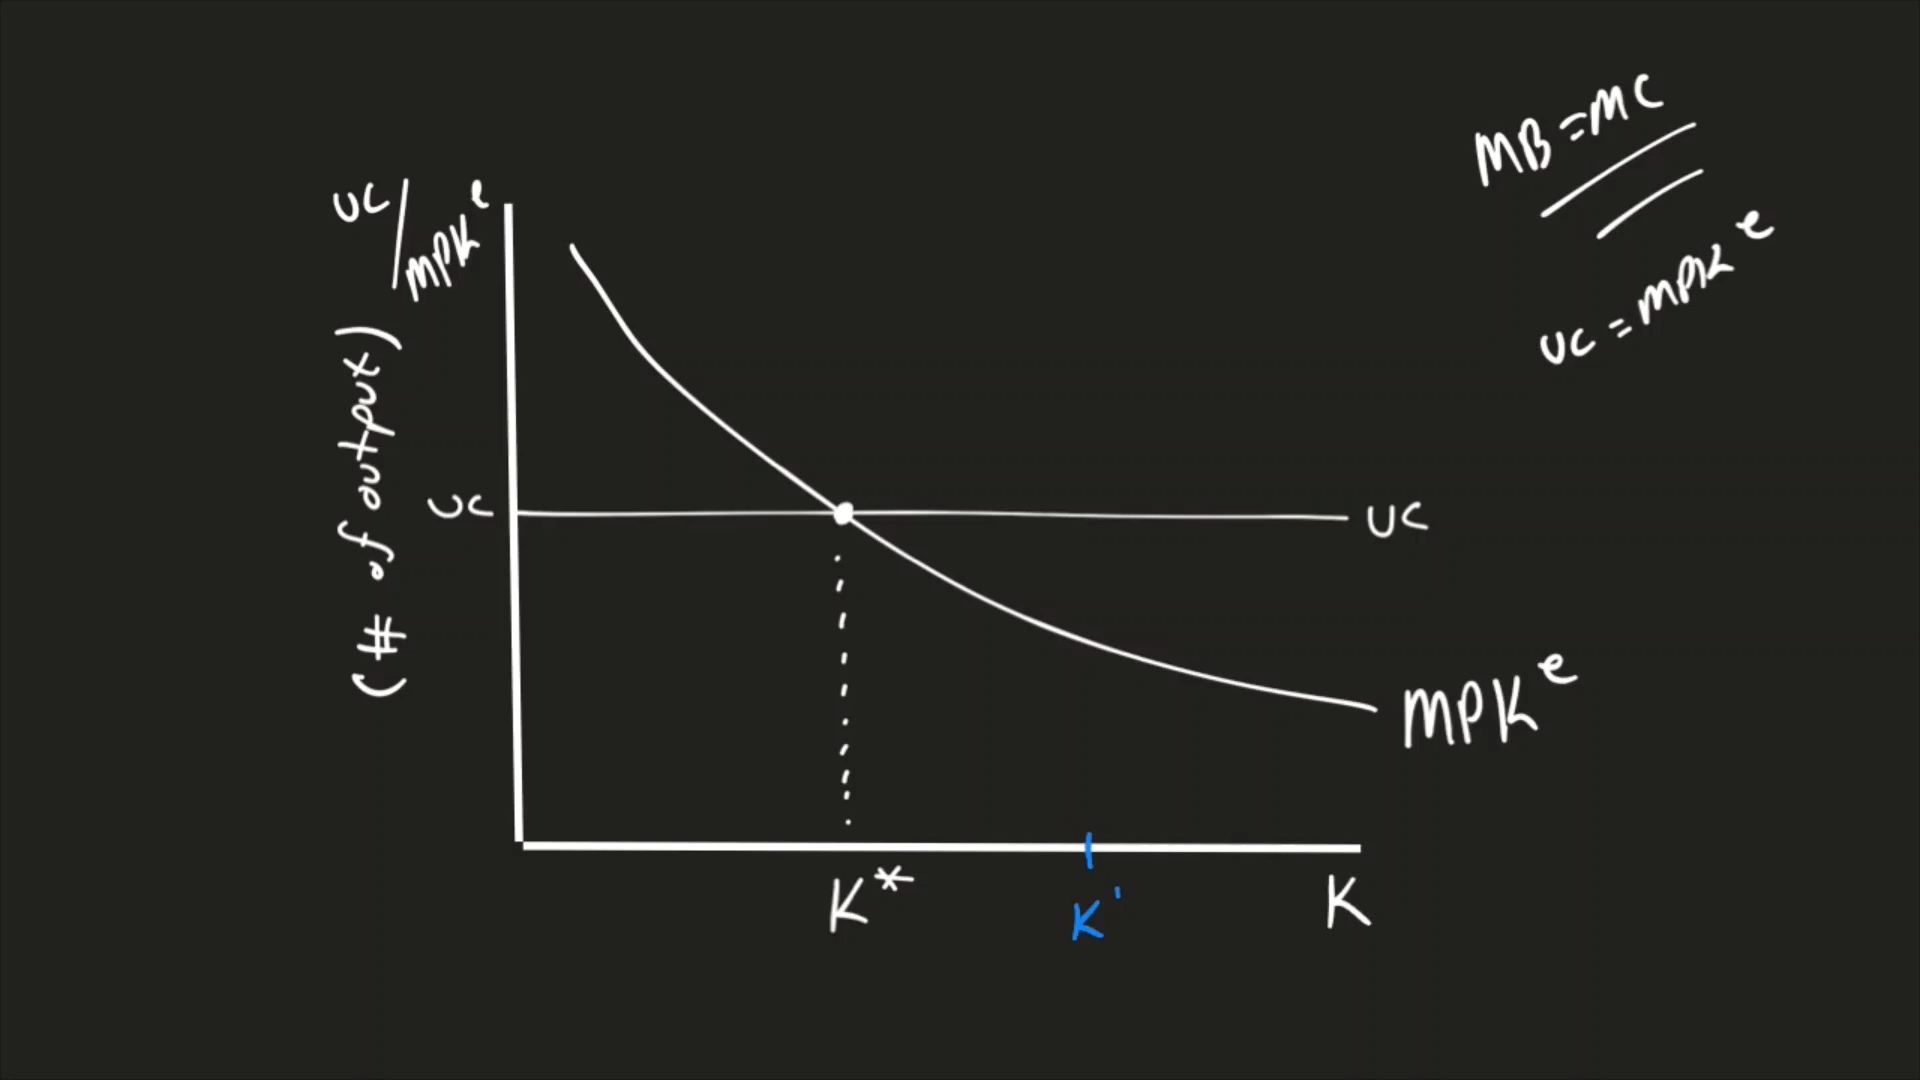 MB = MC
UC = MPK^e
UC/MPK^e
(# of output)
UC
UC
MPK^e
K*
K'
K